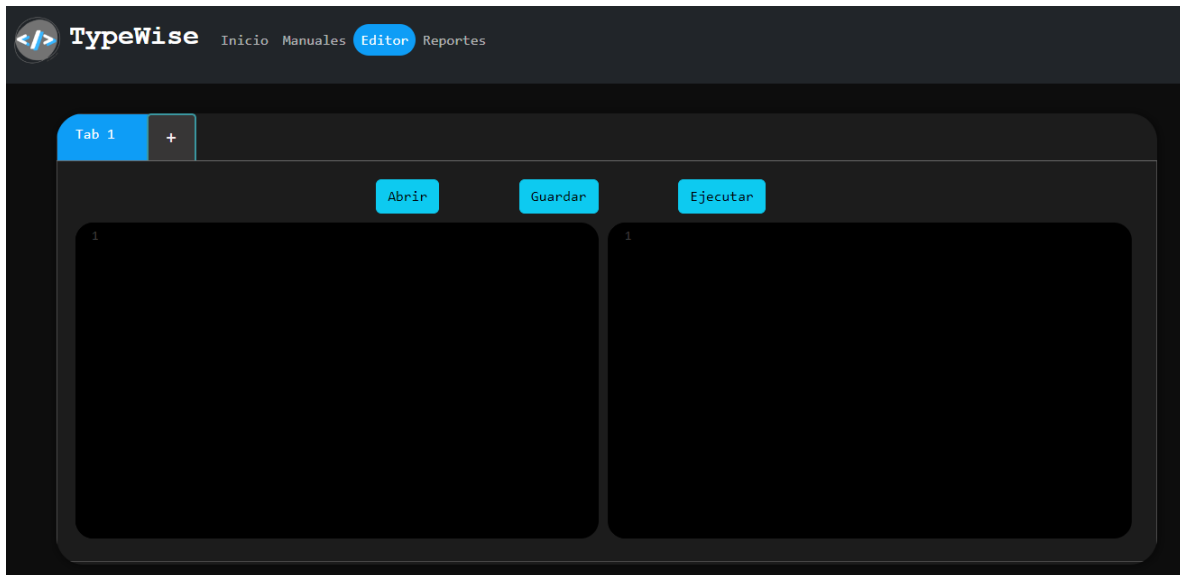 </> TypeWise Inicio Manuales Editor Reportes
Tab 1 +
Abrir Guardar Ejecutar
1 1